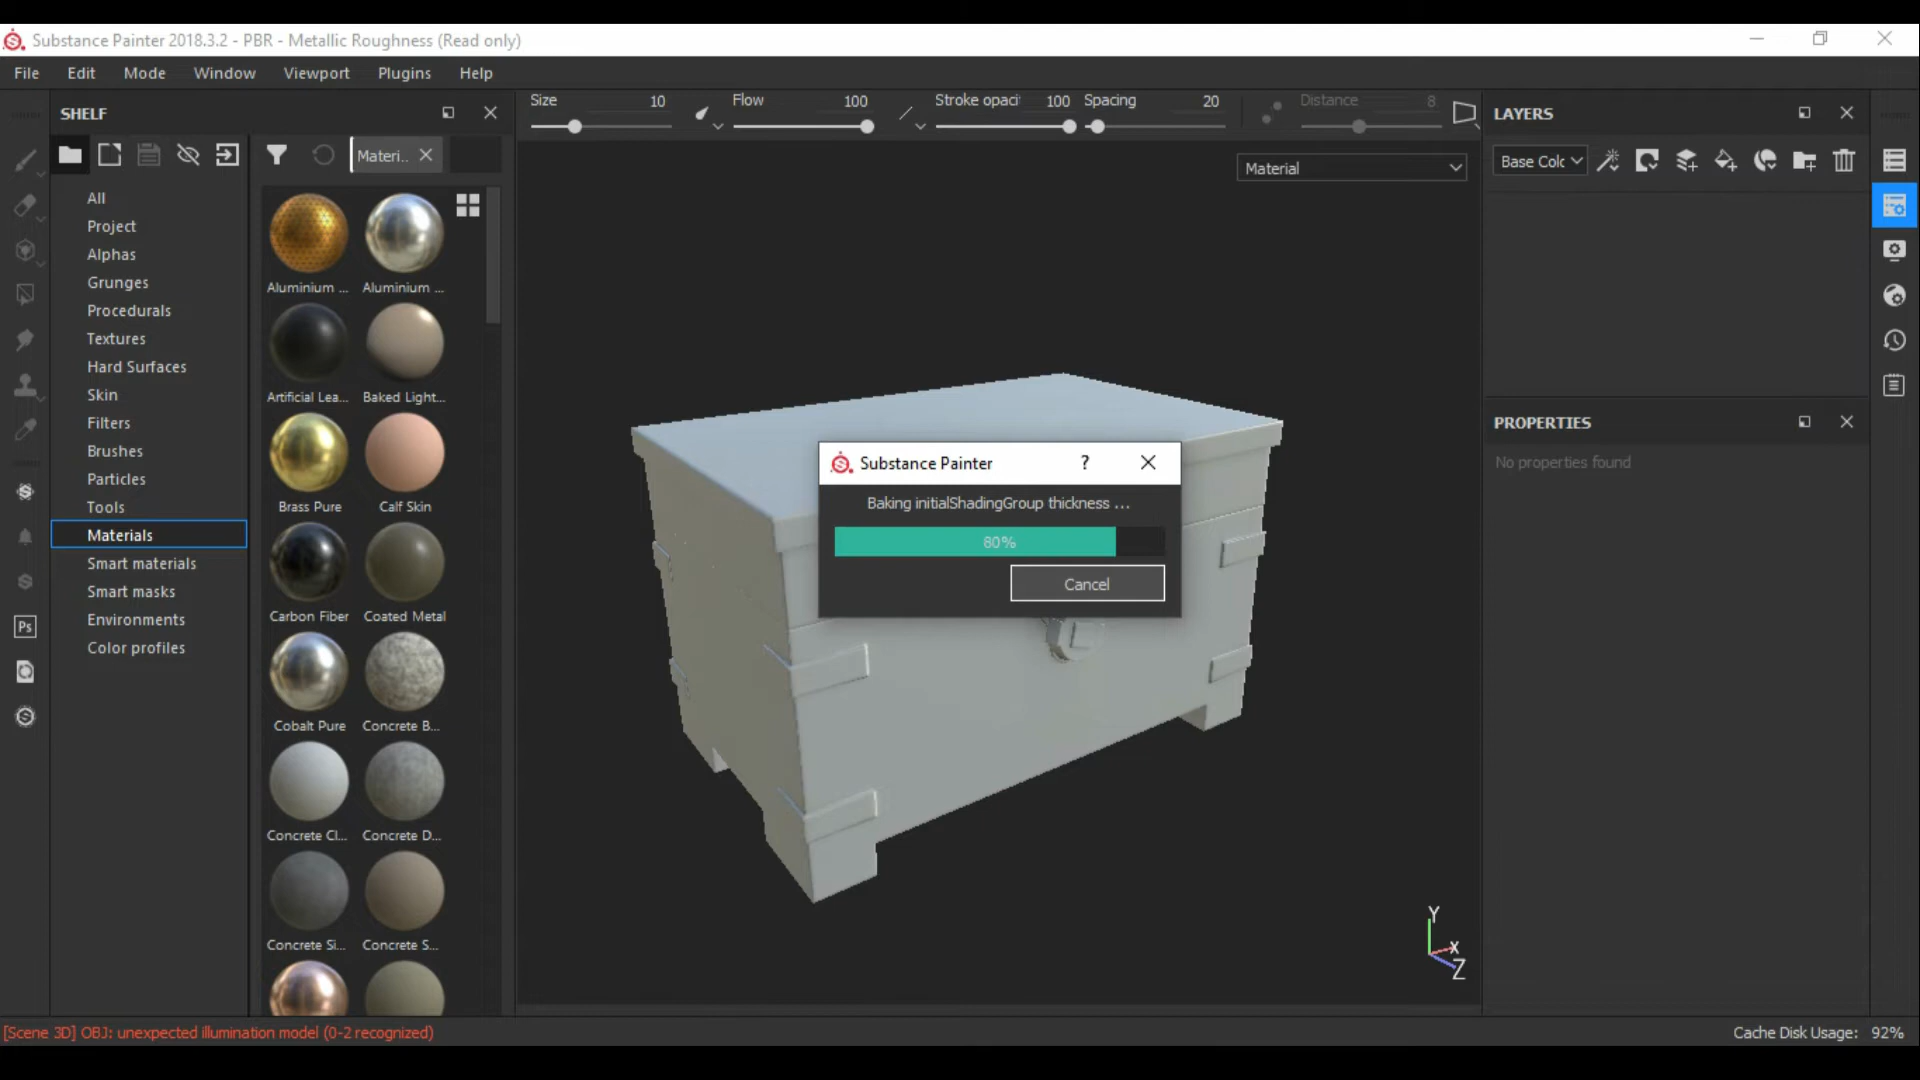 Substance Painter 2018.3.2 - PBR - Metallic Roughness (Read only)
File Edit Mode Window Viewport Plugins Help
SHELF
Size 10 Flow 100 Stroke opaci 100 Spacing 20 Distance 8
LAYERS
Materi..
Material
Base Colc
All
Project
Alphas
Grunges
Procedurals
Textures
Hard Surfaces
Skin
Filters
Brushes
Particles
Tools
Materials
Smart materials
Smart masks
Environments
Color profiles
Ps
Aluminium ... Aluminium ...
Artificial Lea... Baked Light...
Brass Pure Calf Skin
Carbon Fiber Coated Metal
Cobalt Pure Concrete B...
Concrete Cl... Concrete D...
Concrete Si... Concrete S...
Substance Painter ?
Baking initialShadingGroup thickness ...
80%
Cancel
PROPERTIES
No properties found
Y
X
Z
[Scene 3D] OBJ: unexpected illumination model (0-2 recognized)
Cache Disk Usage: 92%